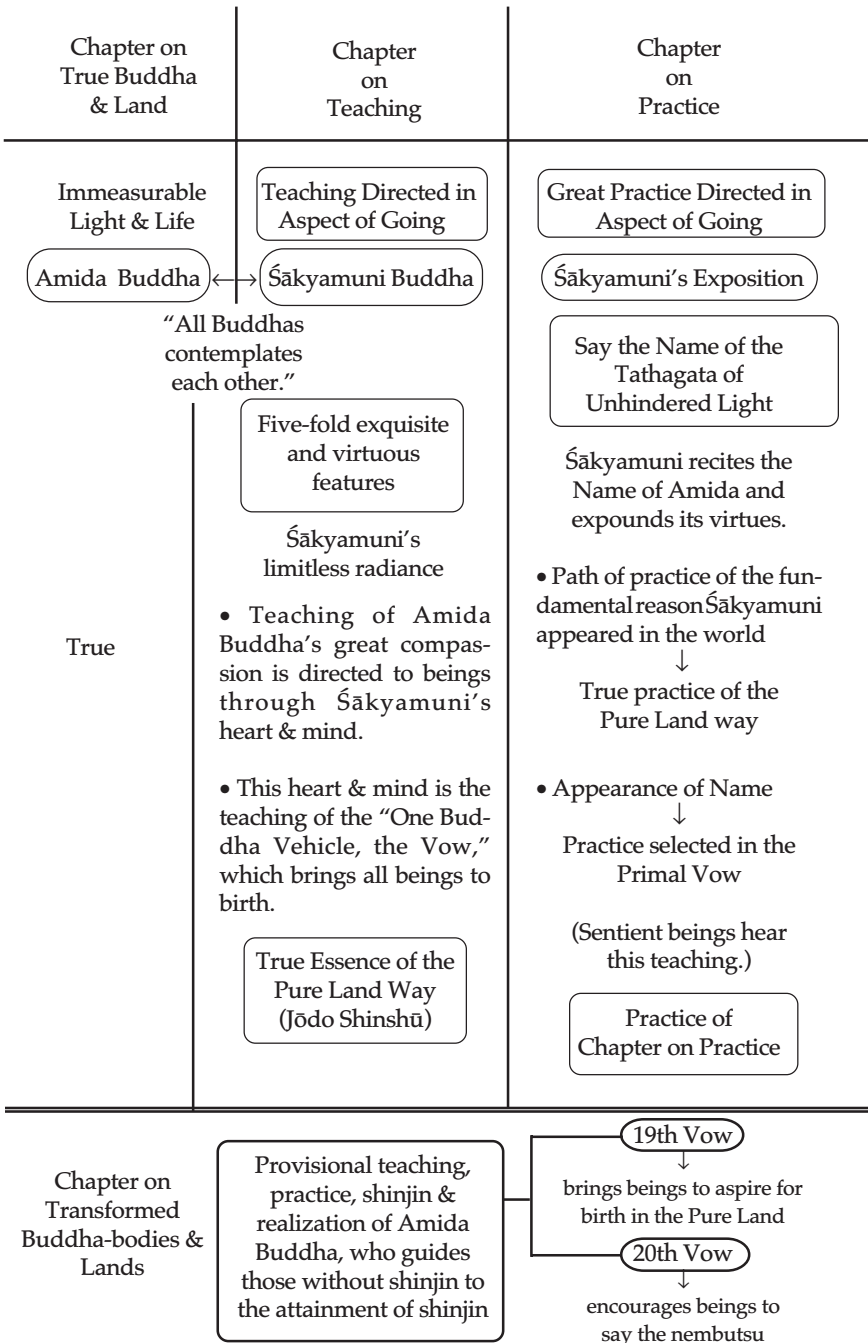 Chapter on
True Buddha
& Land
Chapter
on
Teaching
Chapter
on
Practice
Immeasurable
Light & Life
Teaching Directed in
Aspect of Going
Great Practice Directed in
Aspect of Going
Amida Buddha
←→
Śākyamuni Buddha
Śākyamuni's Exposition
"All Buddhas
contemplates
each other."
Say the Name of the
Tathagata of
Unhindered Light
Five-fold exquisite
and virtuous
features
Śākyamuni recites the
Name of Amida and
expounds its virtues.
Śākyamuni's
limitless radiance
True
• Teaching of Amida
Buddha's great compas-
sion is directed to beings
through Śākyamuni's
heart & mind.
• This heart & mind is the
teaching of the "One Bud-
dha Vehicle, the Vow,"
which brings all beings to
birth.
True Essence of the
Pure Land Way
(Jōdo Shinshū)
• Path of practice of the fun-
damental reason Śākyamuni
appeared in the world
↓
True practice of the
Pure Land way
• Appearance of Name
↓
Practice selected in the
Primal Vow
(Sentient beings hear
this teaching.)
Practice of
Chapter on Practice
Chapter on
Transformed
Buddha-bodies &
Lands
Provisional teaching,
practice, shinjin &
realization of Amida
Buddha, who guides
those without shinjin to
the attainment of shinjin
19th Vow
↓
brings beings to aspire for
birth in the Pure Land
20th Vow
↓
encourages beings to
say the nembutsu